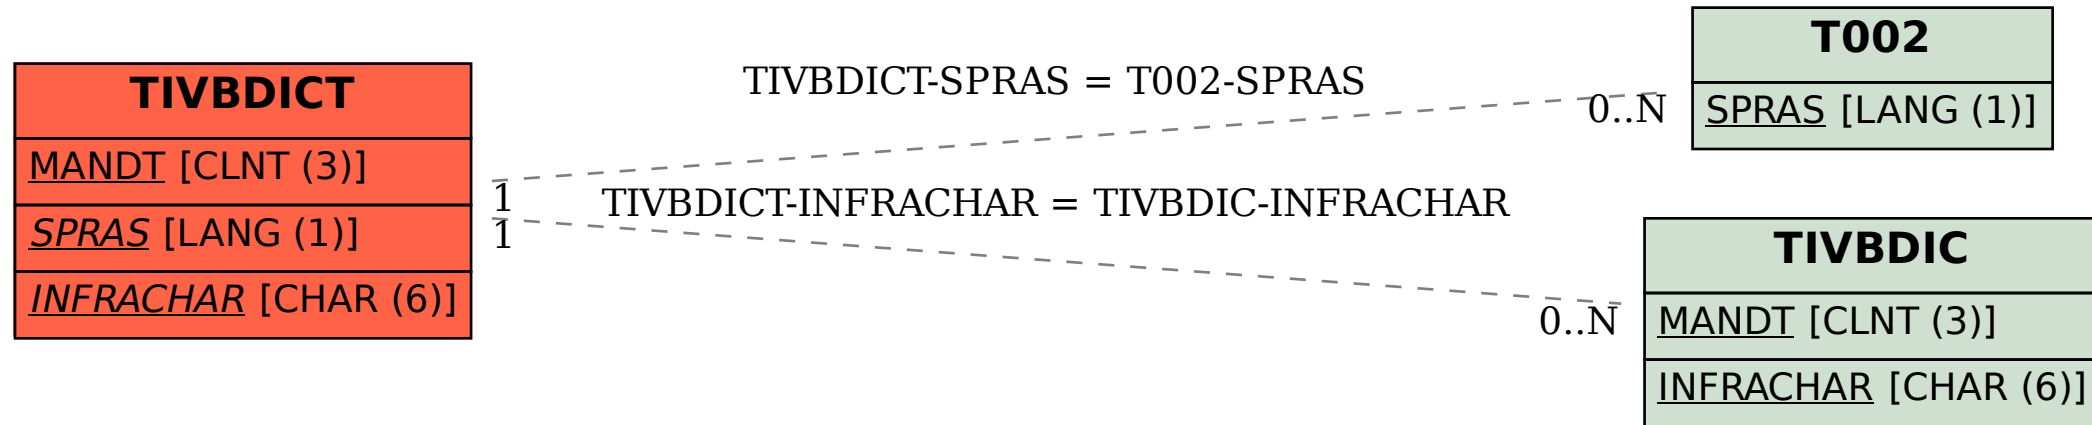 TIVBDICT
MANDT [CLNT (3)]
SPRAS [LANG (1)]
INFRACHAR [CHAR (6)]
TIVBDICT-SPRAS = T002-SPRAS
1
0..N
TIVBDICT-INFRACHAR = TIVBDIC-INFRACHAR
1
0..N
T002
SPRAS [LANG (1)]
TIVBDIC
MANDT [CLNT (3)]
INFRACHAR [CHAR (6)]